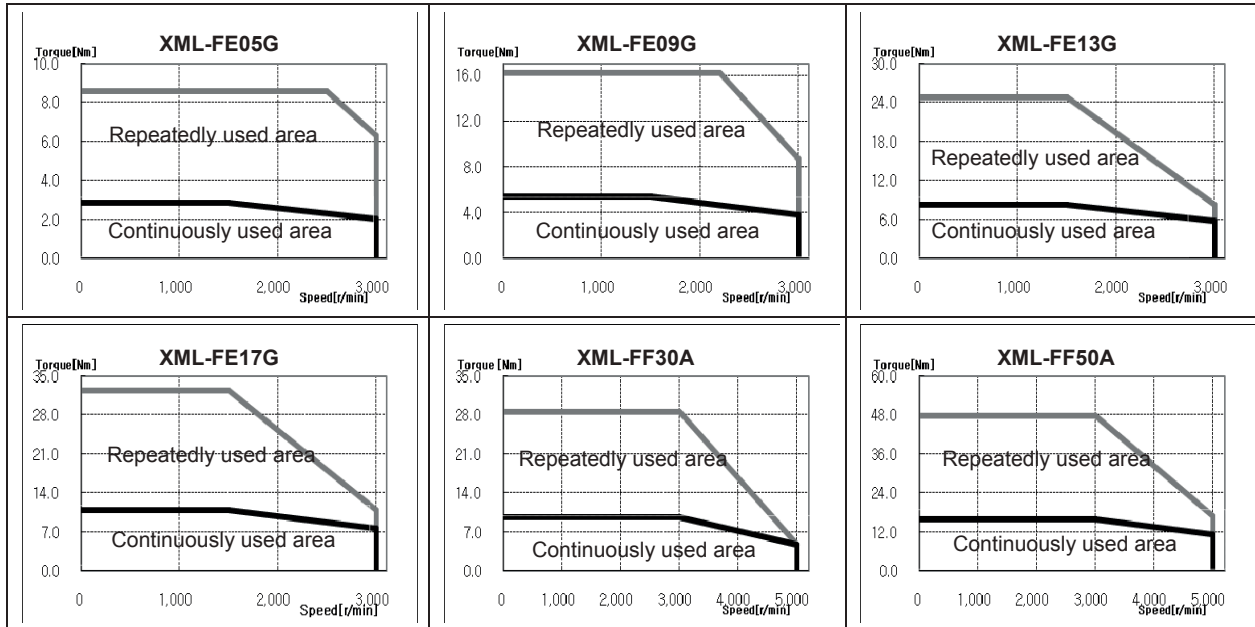 XML-FE05G
Torque[Nm]
10.0
8.0
6.0
4.0
2.0
0.0
Repeatedly used area
Continuously used area
0 1,000 2,000 3,000
Speed[r/min]
XML-FE09G
Torque[Nm]
16.0
12.0
8.0
4.0
0.0
Repeatedly used area
Continuously used area
0 1,000 2,000 3,000
Speed[r/min]
XML-FE13G
Torque[Nm]
30.0
24.0
18.0
12.0
6.0
0.0
Repeatedly used area
Continuously used area
0 1,000 2,000 3,000
Speed[r/min]
XML-FE17G
Torque[Nm]
35.0
28.0
21.0
14.0
7.0
0.0
Repeatedly used area
Continuously used area
0 1,000 2,000 3,000
Speed[r/min]
XML-FF30A
Torque [Nm]
35.0
28.0
21.0
14.0
7.0
0.0
Repeatedly used area
Continuously used area
0 1,000 2,000 3,000 4,000 5,000
Speed[r/min]
XML-FF50A
Torque[Nm]
60.0
48.0
36.0
24.0
12.0
0.0
Repeatedly used area
Continuously used area
0 1,000 2,000 3,000 4,000 5,000
Speed[r/min]